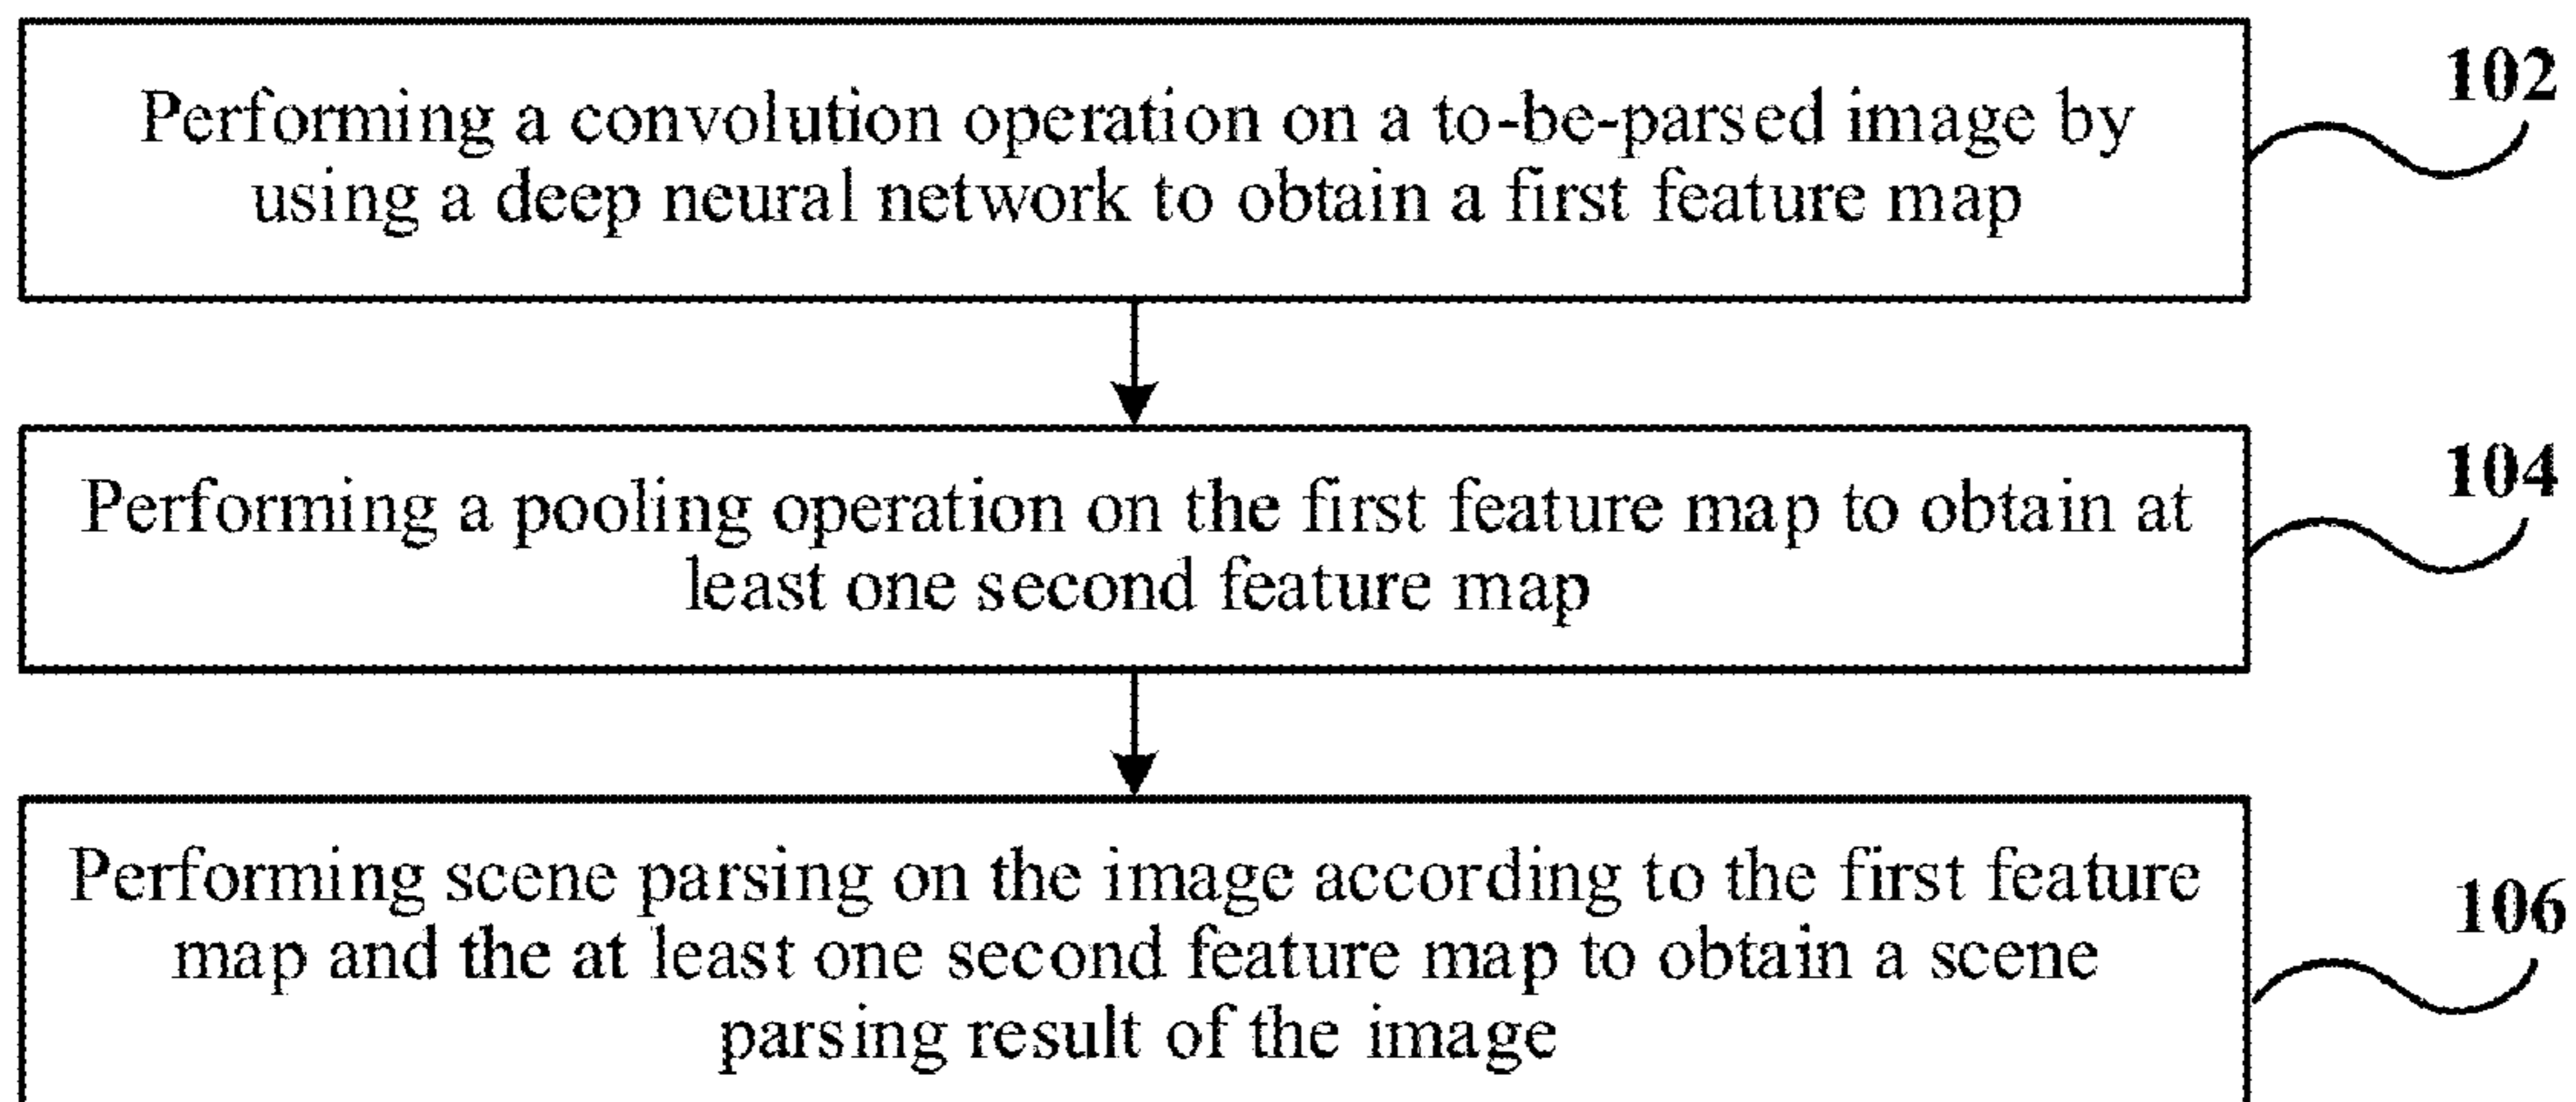 Performing a convolution operation on a to-be-parsed image by
using a deep neural network to obtain a first feature map
102
Performing a pooling operation on the first feature map to obtain at
least one second feature map
104
Performing scene parsing on the image according to the first feature
map and the at least one second feature map to obtain a scene
parsing result of the image
106